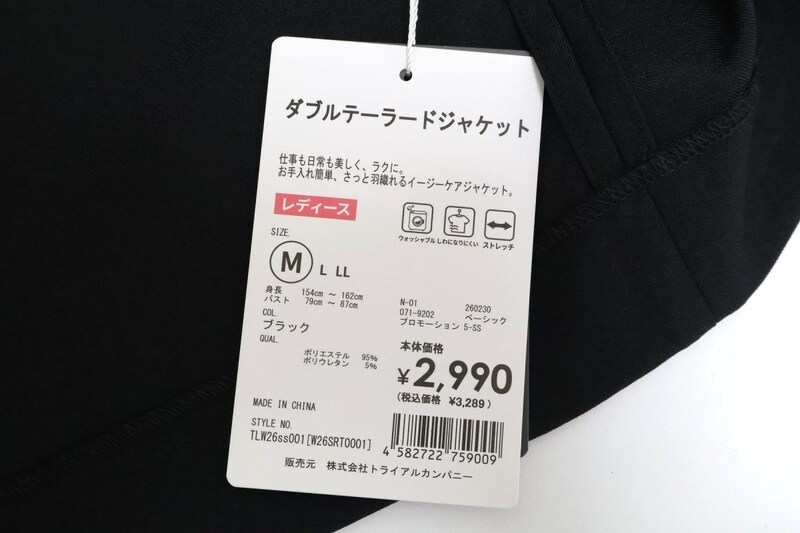 ダブルテーラードジャケット
仕事も日常も美しく、ラクに。
お手入れ簡単、さっと羽織れるイージーケアジャケット。
レディース
ウォッシャブル しわになりにくい ストレッチ
SIZE.
M L LL
身長 154cm ～ 162cm
バスト 79cm ～ 87cm
COL.
ブラック
QUAL.
ポリエステル 95%
ポリウレタン 5%
N-01 260230
071-9202 ベーシック
プロモーション 5-SS
本体価格
¥2,990
(税込価格 ¥3,289)
MADE IN CHINA
STYLE NO.
TLW26ss001[W26SRT0001]
4 582722 759009
販売元 株式会社トライアルカンパニー